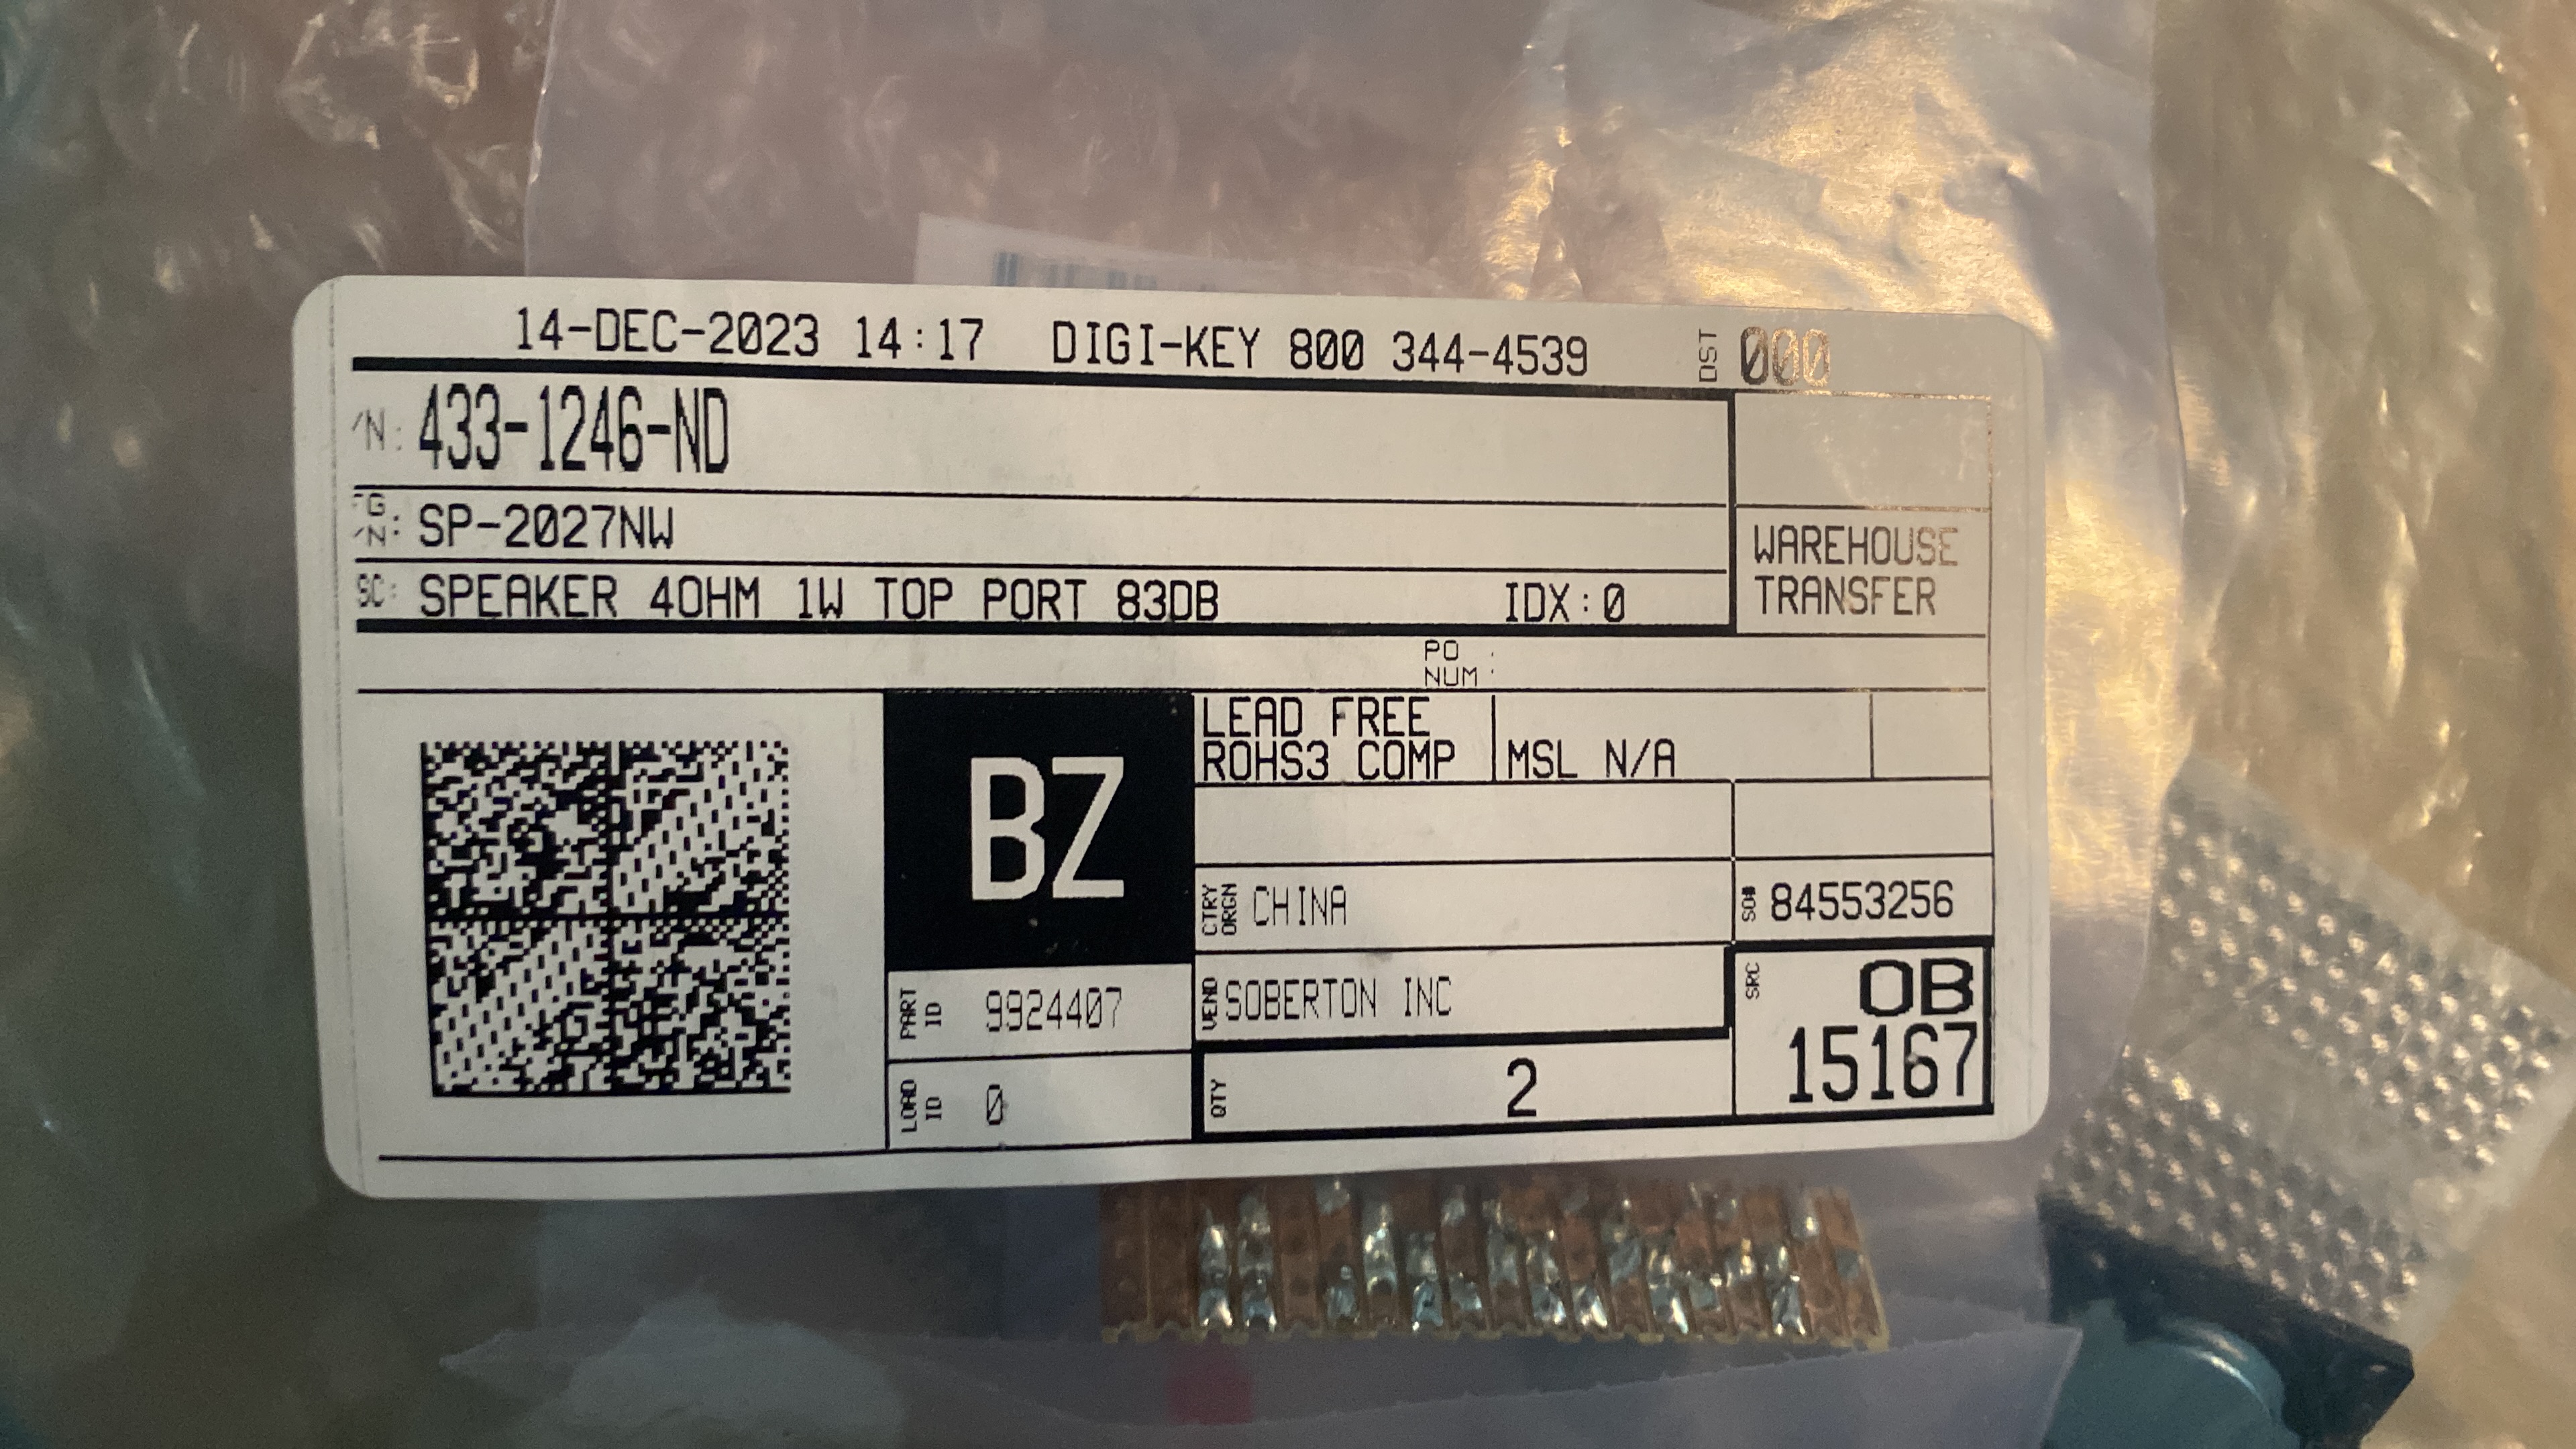 14-DEC-2023 14:17 DIGI-KEY 800 344-4539 DST 000
/N: 433-1246-ND
FG
/N: SP-2027NW
SC: SPEAKER 4OHM 1W TOP PORT 83DB IDX:0
WAREHOUSE
TRANSFER
PO
NUM:
BZ
LEAD FREE
ROHS3 COMP
MSL N/A
CTRY
ORGN CHINA
SO# 84553256
PART
ID 9924407
VEND SOBERTON INC
SRC
OB
15167
LOAD
ID 0
QTY 2